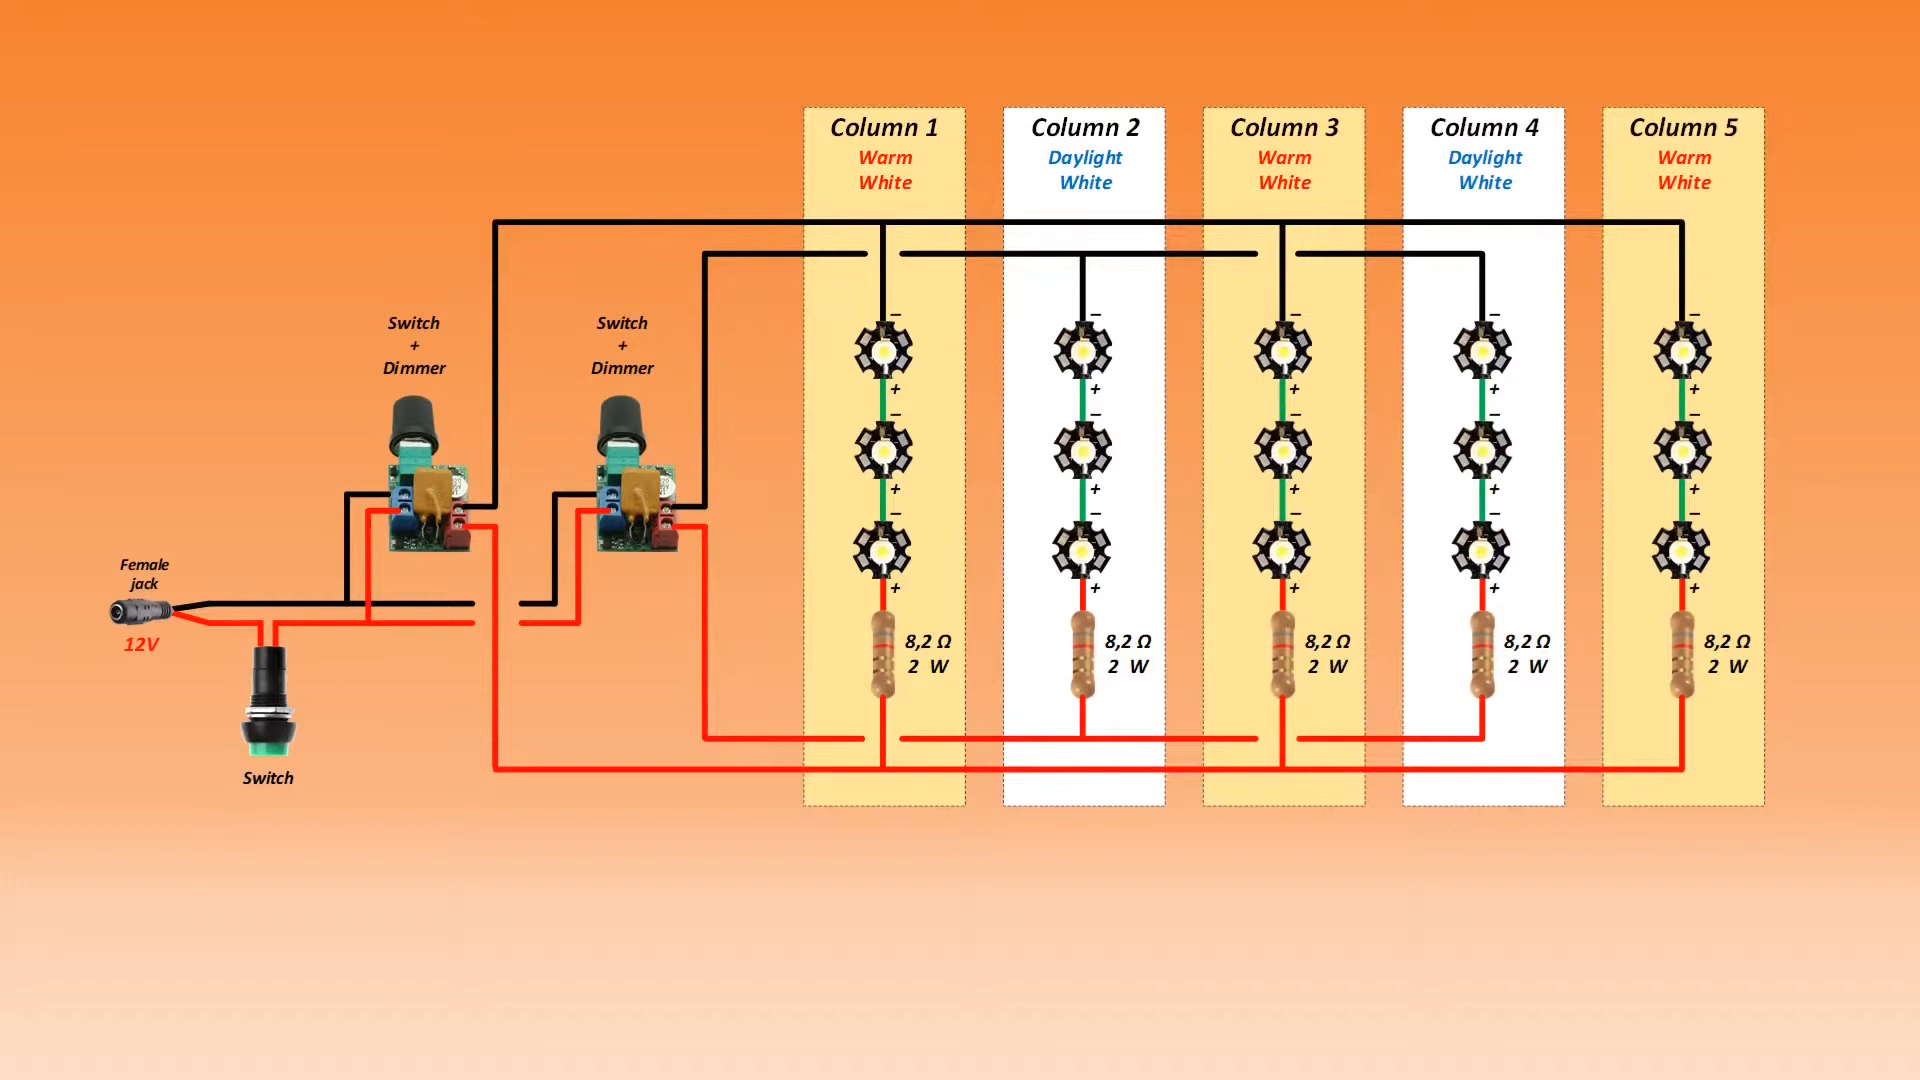 Column 1
Warm
White
Column 2
Daylight
White
Column 3
Warm
White
Column 4
Daylight
White
Column 5
Warm
White
Switch
+
Dimmer
Switch
+
Dimmer
− − − − −
+ + + + +
− − − − −
+ + + + +
− − − − −
+ + + + +
Female
jack
12V
Switch
8,2 Ω
2 W
8,2 Ω
2 W
8,2 Ω
2 W
8,2 Ω
2 W
8,2 Ω
2 W